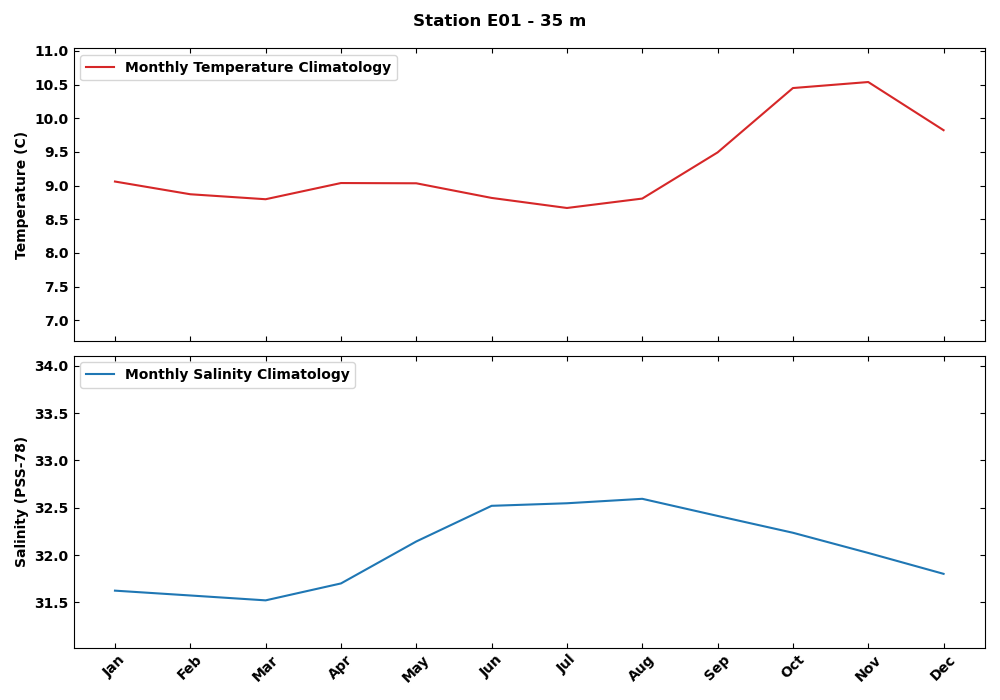 Station E01 - 35 m
Monthly Temperature Climatology
Temperature (C)
11.0
10.5
10.0
9.5
9.0
8.5
8.0
7.5
7.0
Monthly Salinity Climatology
Salinity (PSS-78)
34.0
33.5
33.0
32.5
32.0
31.5
Jan Feb Mar Apr May Jun Jul Aug Sep Oct Nov Dec